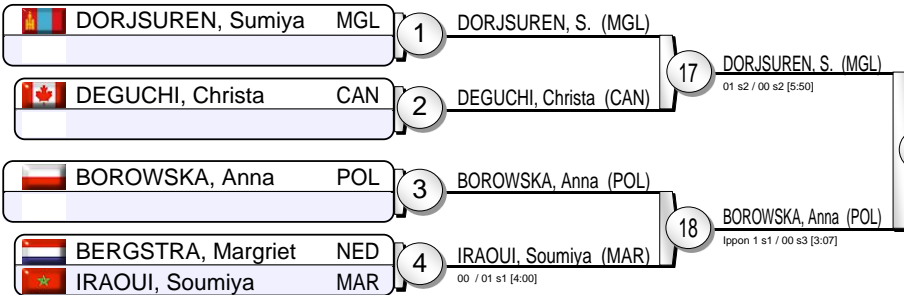 DORJSUREN, Sumiya MGL
1
DORJSUREN, S. (MGL)
17
DORJSUREN, S. (MGL)
01 s2 / 00 s2 [5:50]
DEGUCHI, Christa CAN
2
DEGUCHI, Christa (CAN)
BOROWSKA, Anna POL
3
BOROWSKA, Anna (POL)
18
BOROWSKA, Anna (POL)
Ippon 1 s1 / 00 s3 [3:07]
BERGSTRA, Margriet NED
4
IRAOUI, Soumiya MAR
IRAOUI, Soumiya (MAR)
00 / 01 s1 [4:00]